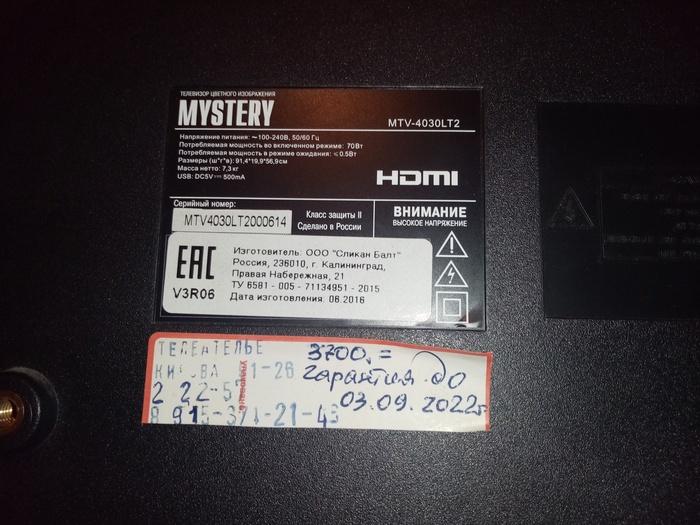 ТЕЛЕВИЗОР ЦВЕТНОГО ИЗОБРАЖЕНИЯ
MYSTERY
MTV-4030LT2
Напряжение питания: ~100-240В, 50/60 Гц
Потребляемая мощность во включенном режиме: 70Вт
Потребляемая мощность в режиме ожидания: ≤ 0.5Вт
Размеры (ш*г*в): 91,4*19,9*56,9см
Масса нетто: 7,3 кг
USB: DC5V⎓ 500mA
HDMI
Серийный номер:
MTV4030LT2000614
Класс защиты II
Сделано в России
ВНИМАНИЕ
ВЫСОКОЕ НАПРЯЖЕНИЕ
EAC
V3R06
Изготовитель: ООО "Сликан Балт"
Россия, 236010, г. Калининград,
Правая Набережная, 21
ТУ 6581 - 005 - 71134951 - 2015
Дата изготовления: 06.2016
ТЕЛЕАТЕЛЬЕ
3700,=
гарантия до
03.09.2022г